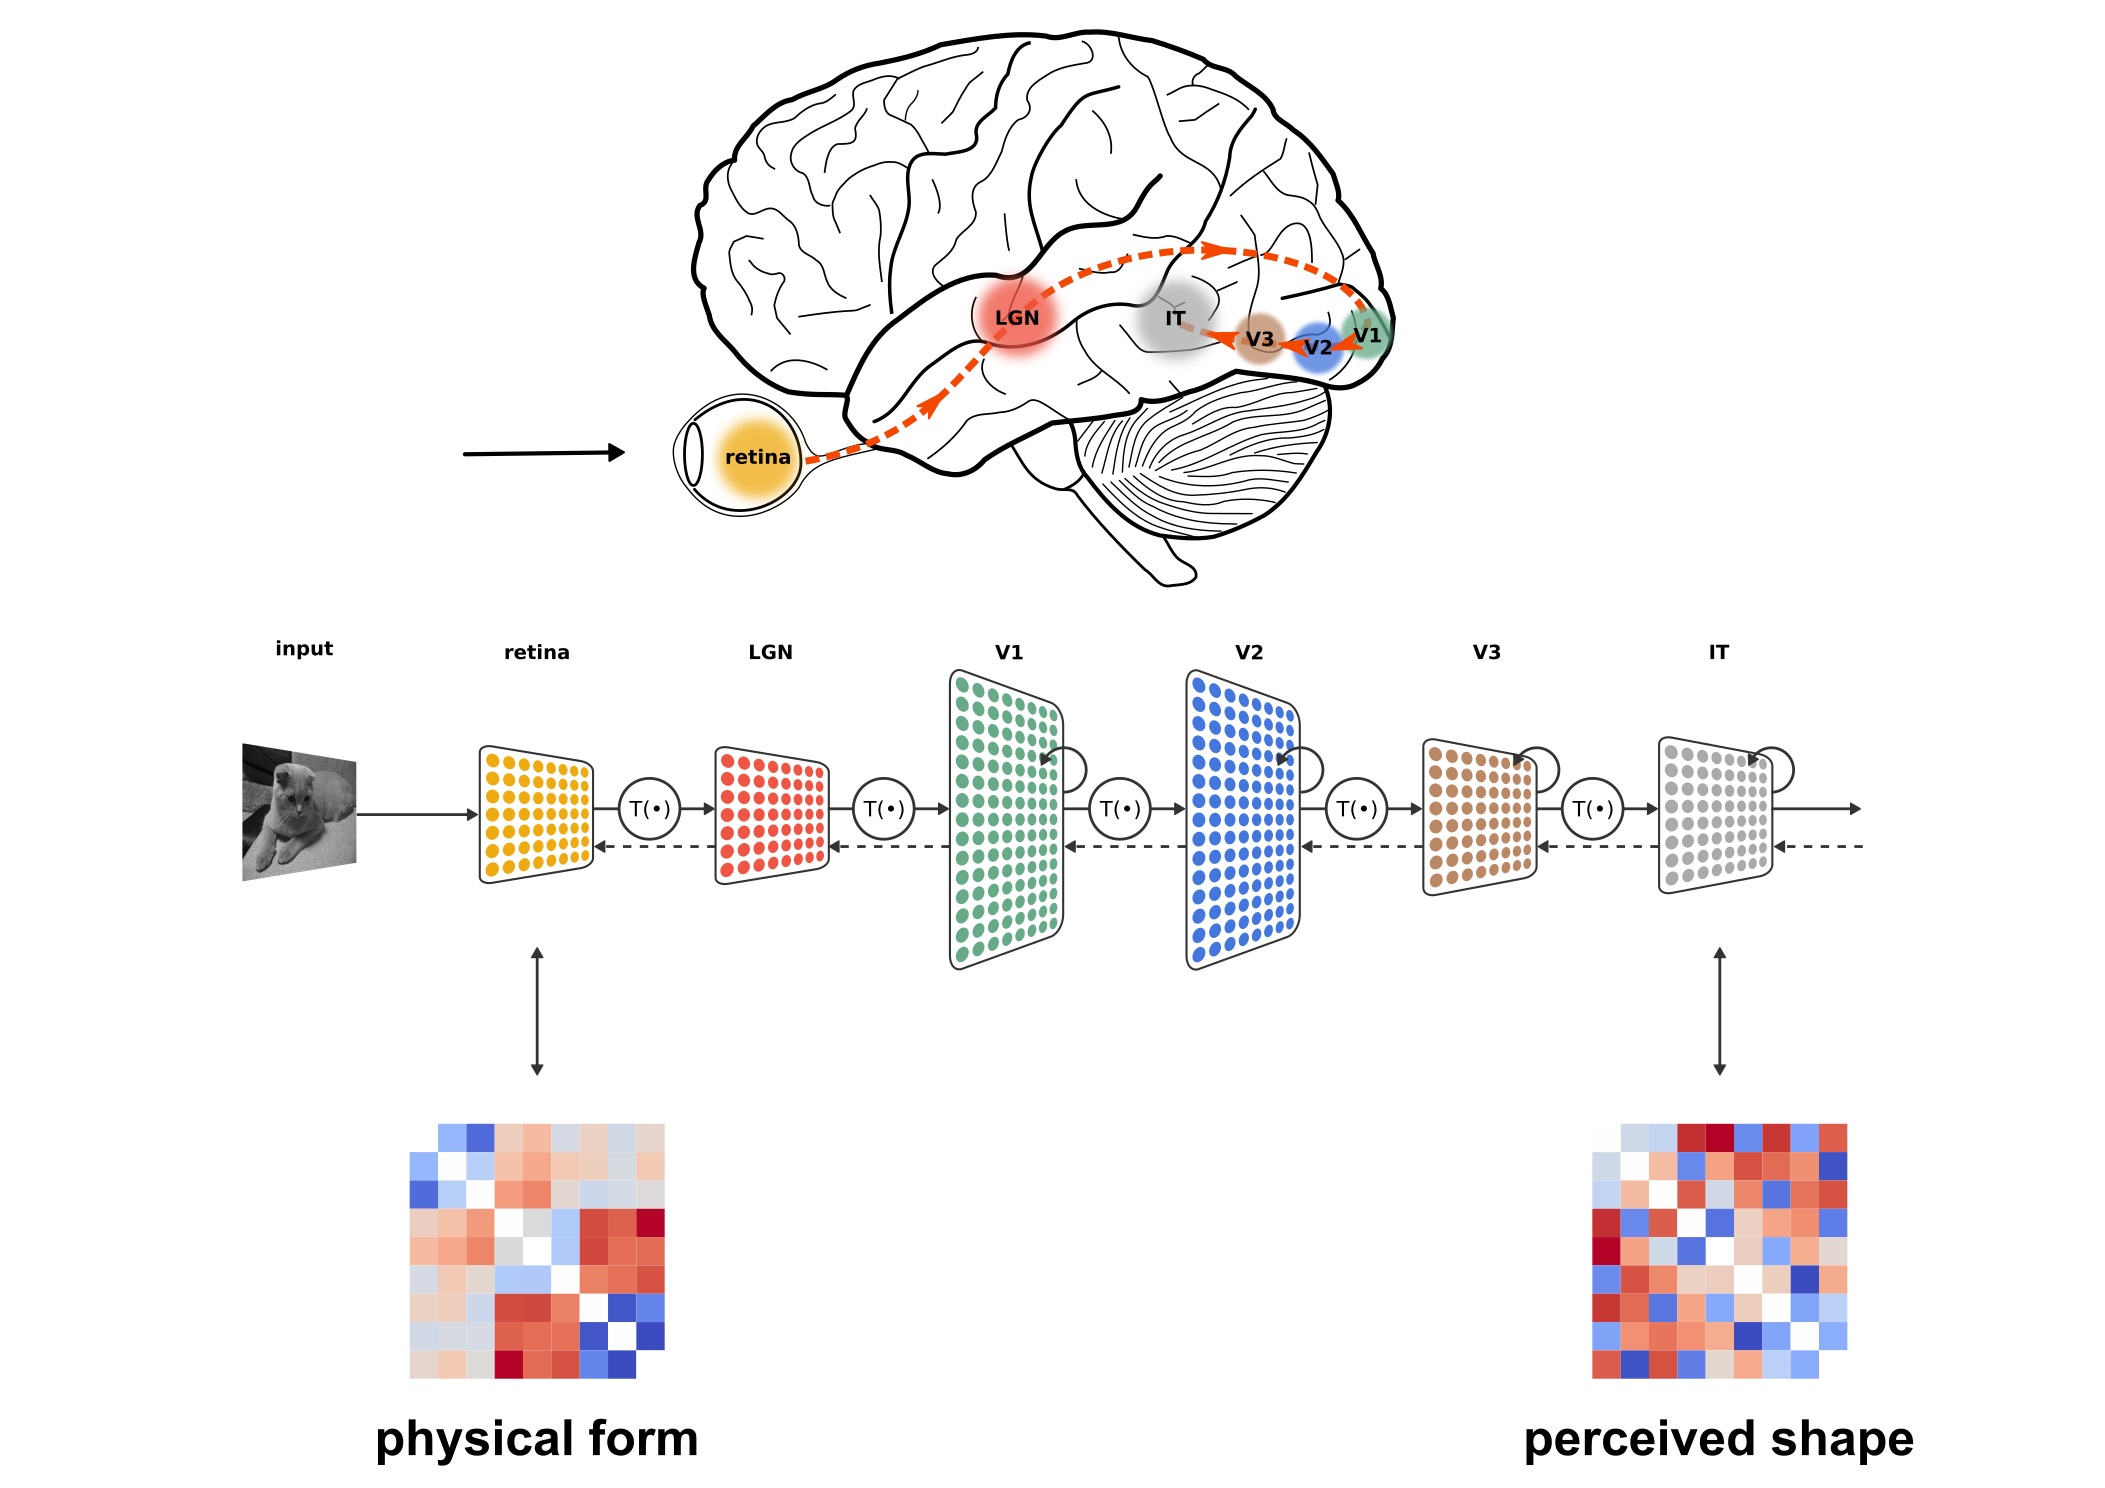 LGN
IT
V3
V2
V1
retina
input
retina
LGN
V1
V2
V3
IT
T(•)
T(•)
T(•)
T(•)
T(•)
physical form
perceived shape